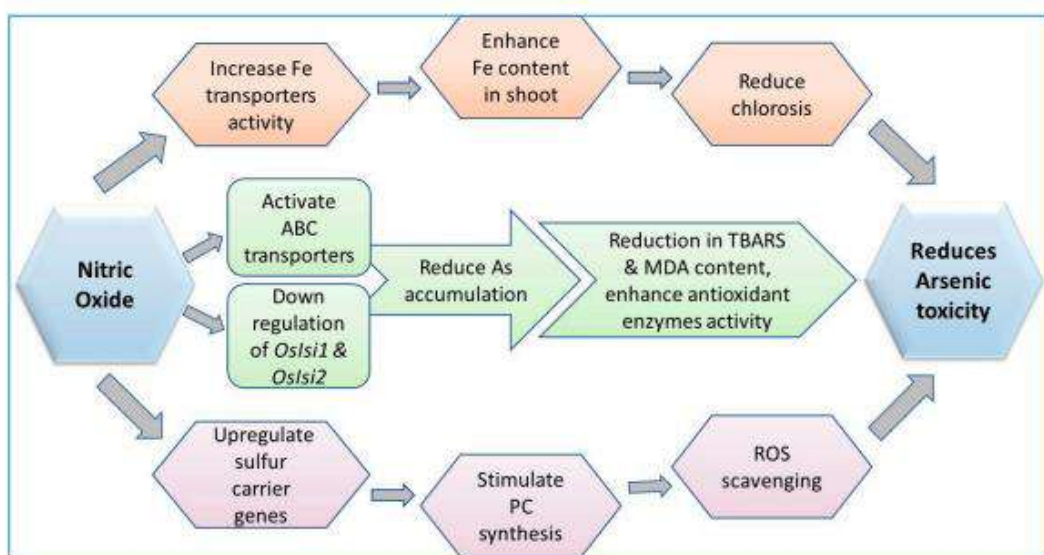 Increase Fe
transporters
activity
Enhance
Fe content
in shoot
Reduce
chlorosis
Nitric
Oxide
Activate
ABC
transporters
Down
regulation
of OsIsi1 &
OsIsi2
Reduce As
accumulation
Reduction in TBARS
& MDA content,
enhance antioxidant
enzymes activity
Reduces
Arsenic
toxicity
Upregulate
sulfur
carrier
genes
Stimulate
PC
synthesis
ROS
scavenging